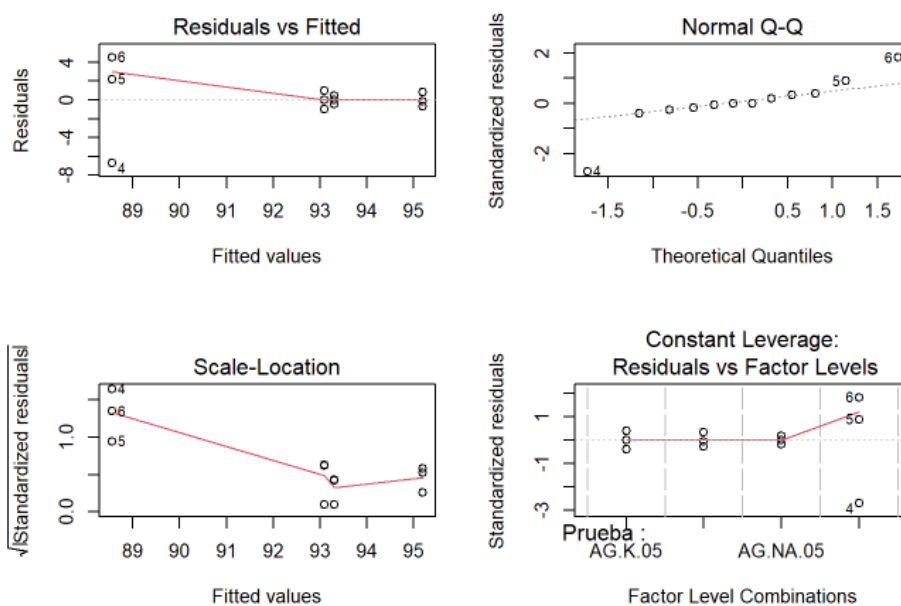 Residuals vs Fitted
Residuals
4
0
-4
-8
6
5
4
89 90 91 92 93 94 95
Fitted values
Normal Q-Q
Standardized residuals
2
0
-2
6
5
4
-1.5 -0.5 0.5 1.0 1.5
Theoretical Quantiles
Scale-Location
√|Standardized residuals|
1.0
0.0
4
6
5
89 90 91 92 93 94 95
Fitted values
Constant Leverage:
Residuals vs Factor Levels
Standardized residuals
1
-1
-3
6
5
4
Prueba :
AG.K.05 AG.NA.05
Factor Level Combinations